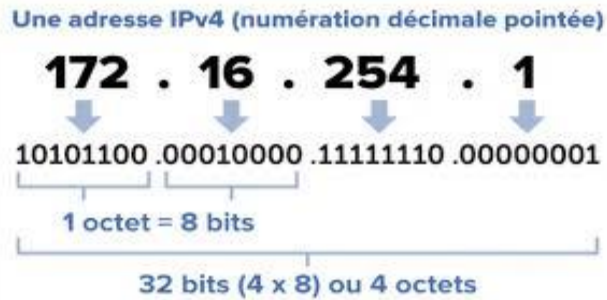 Une adresse IPv4 (numération décimale pointée)
172 . 16 . 254 . 1
10101100 .00010000 .11111110 .00000001
1 octet = 8 bits
32 bits (4 x 8) ou 4 octets